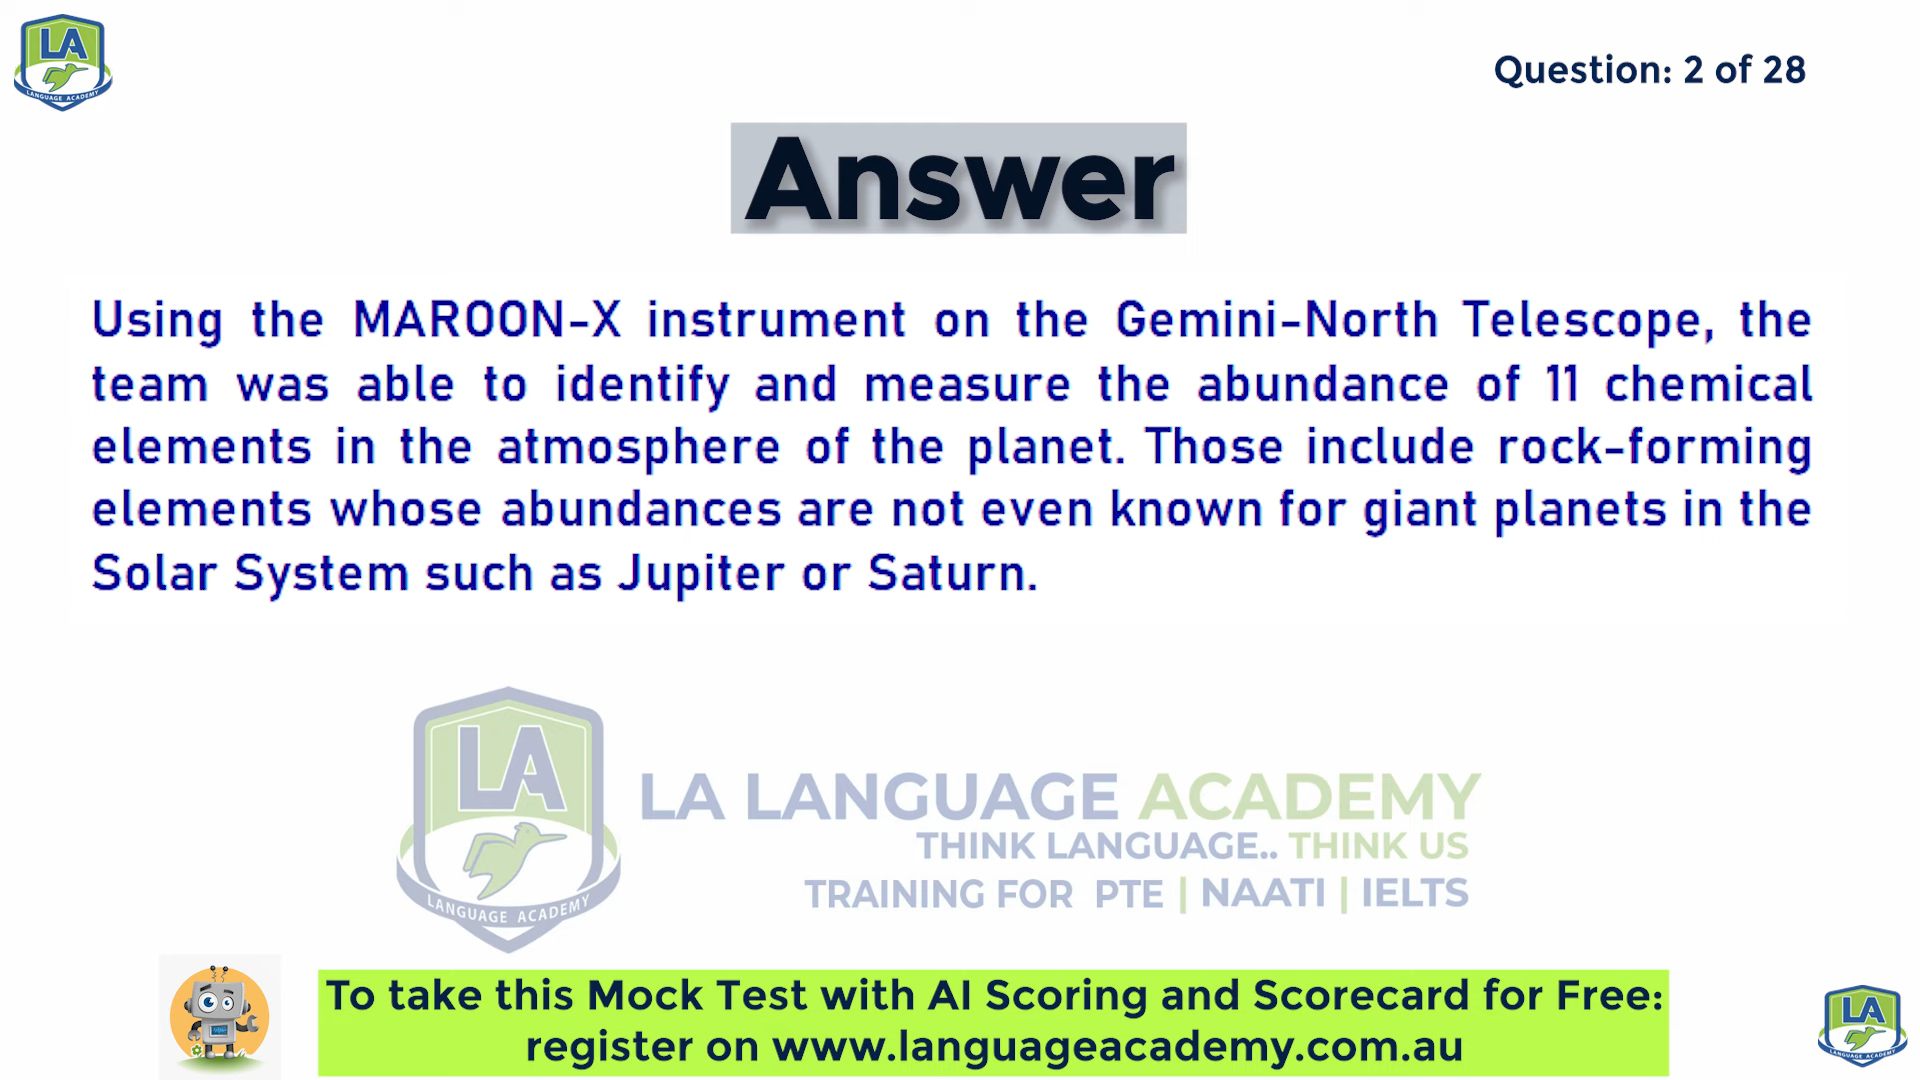 LA
LANGUAGE ACADEMY
Question: 2 of 28
Answer
Using the MAROON-X instrument on the Gemini-North Telescope, the
team was able to identify and measure the abundance of 11 chemical
elements in the atmosphere of the planet. Those include rock-forming
elements whose abundances are not even known for giant planets in the
Solar System such as Jupiter or Saturn.
LA
LANGUAGE ACADEMY
LA LANGUAGE ACADEMY
THINK LANGUAGE.. THINK US
TRAINING FOR PTE | NAATI | IELTS
To take this Mock Test with AI Scoring and Scorecard for Free:
register on www.languageacademy.com.au
LA
LANGUAGE ACADEMY